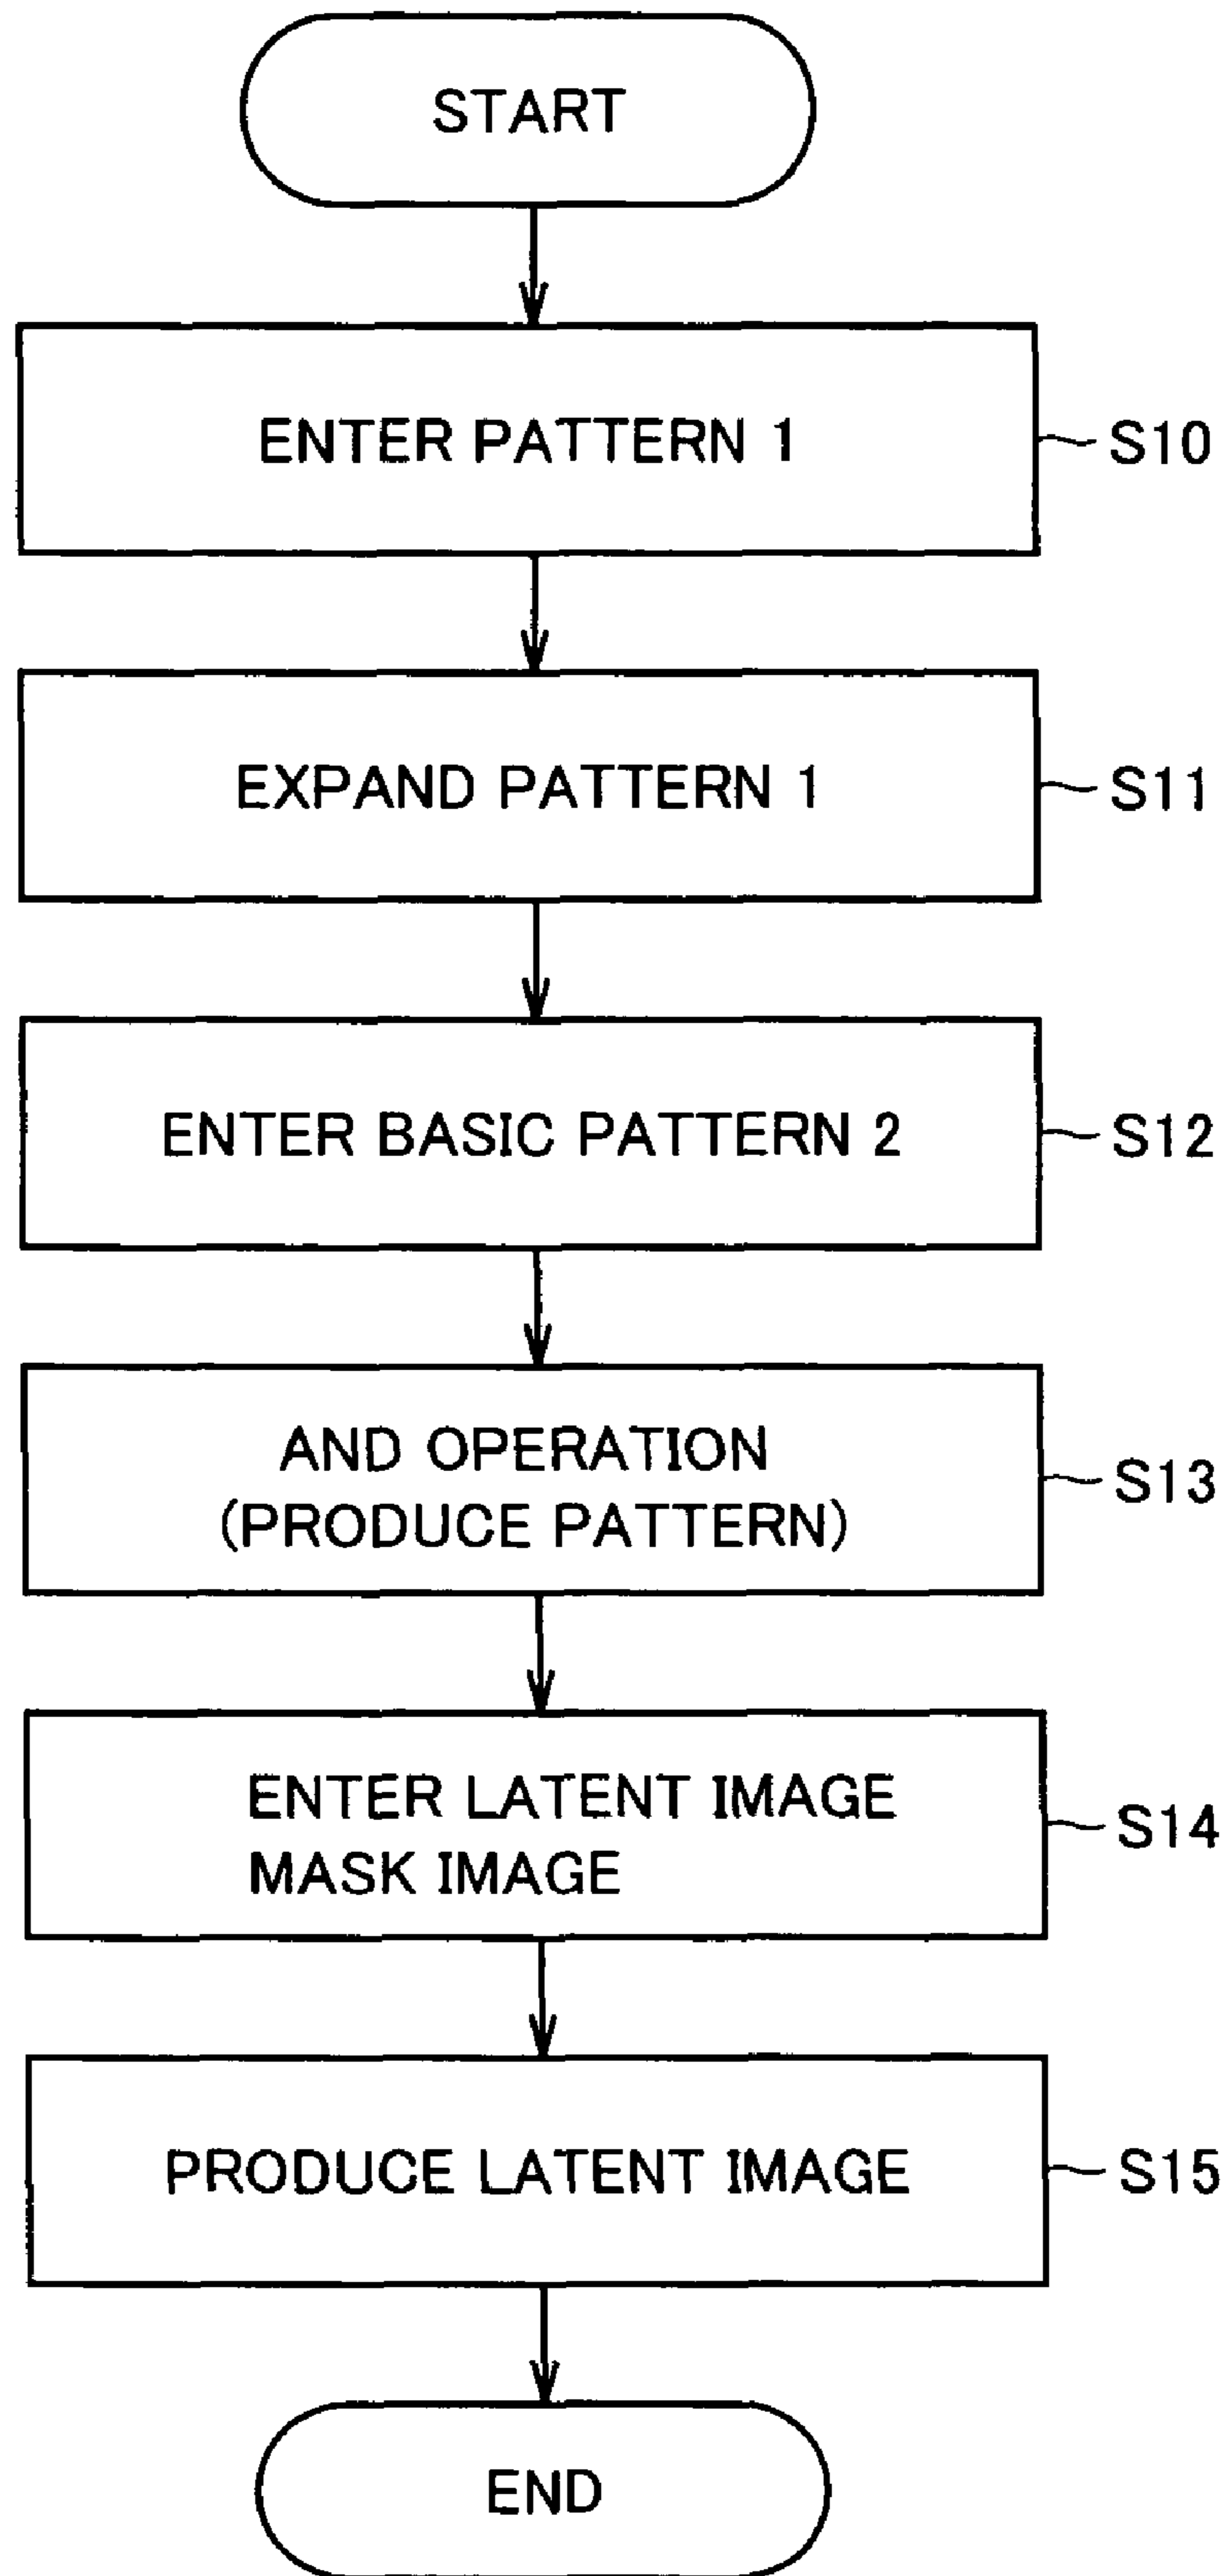 START
ENTER PATTERN 1
S10
EXPAND PATTERN 1
S11
ENTER BASIC PATTERN 2
S12
AND OPERATION
(PRODUCE PATTERN)
S13
ENTER LATENT IMAGE
MASK IMAGE
S14
PRODUCE LATENT IMAGE
S15
END